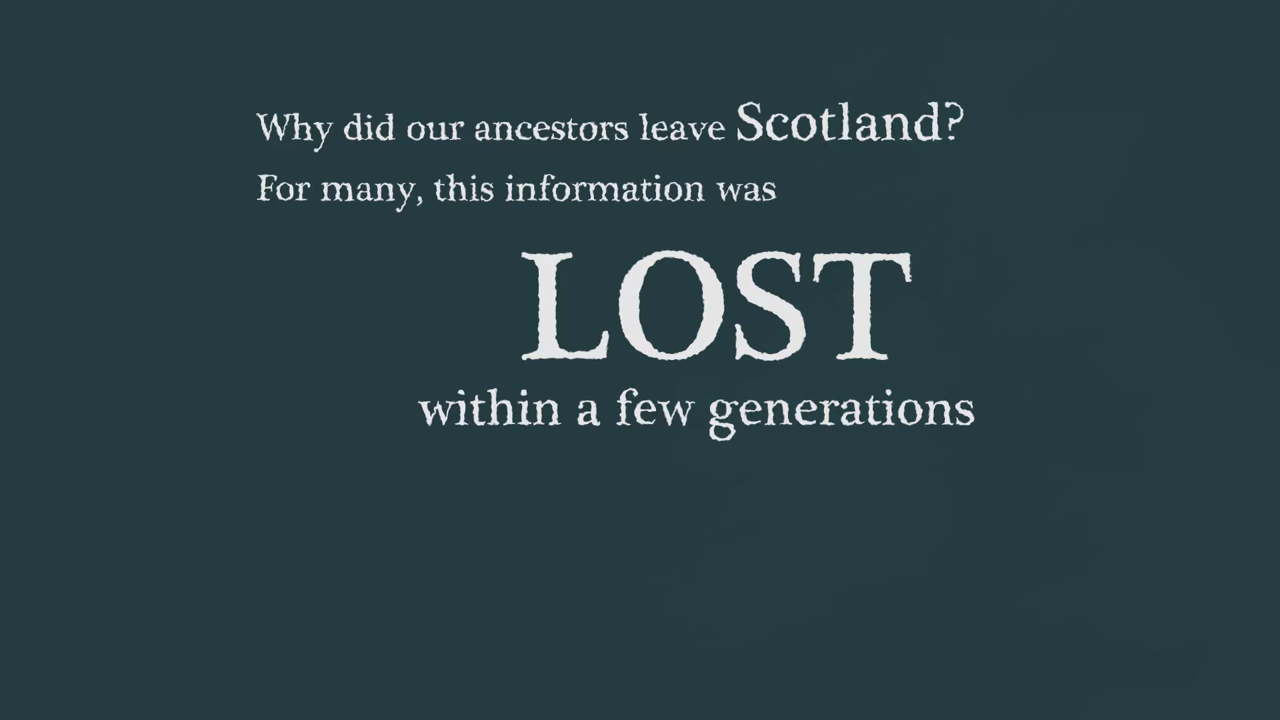 Why did our ancestors leave Scotland?
For many, this information was
LOST
within a few generations